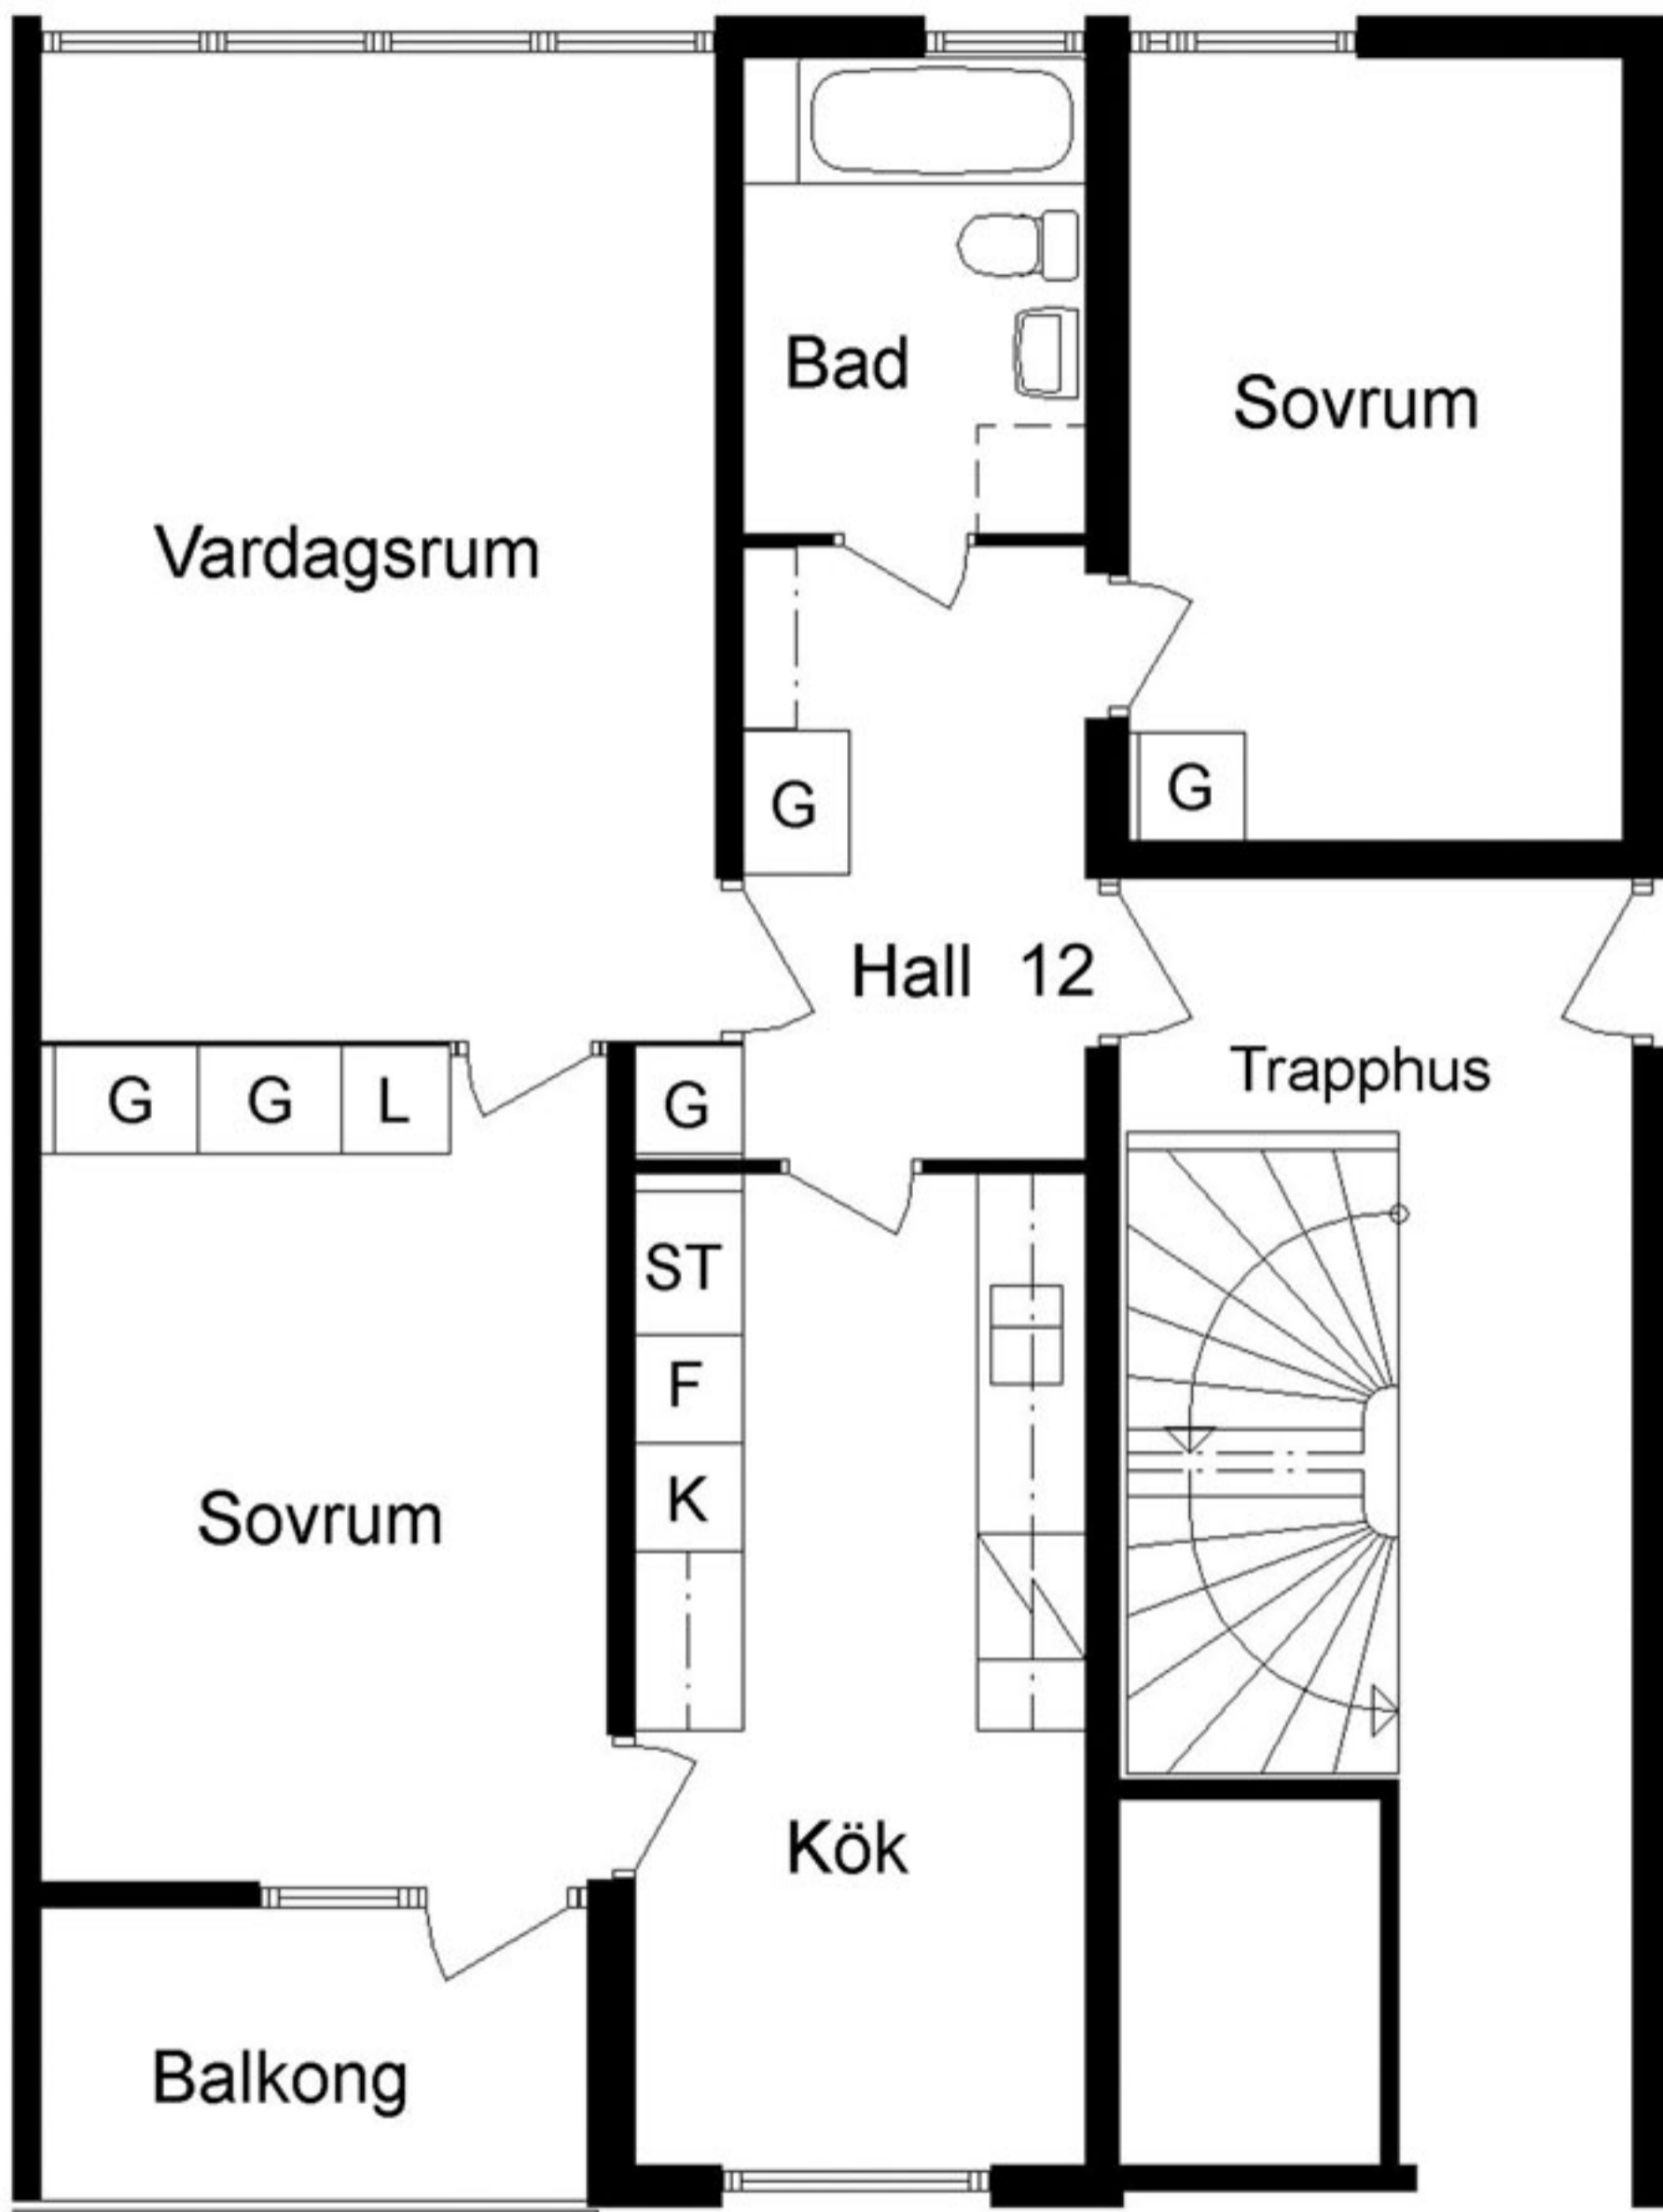 Bad
Sovrum
Vardagsrum
G
G
Hall 12
Trapphus
G
G
L
G
ST
F
K
Sovrum
Kök
Balkong